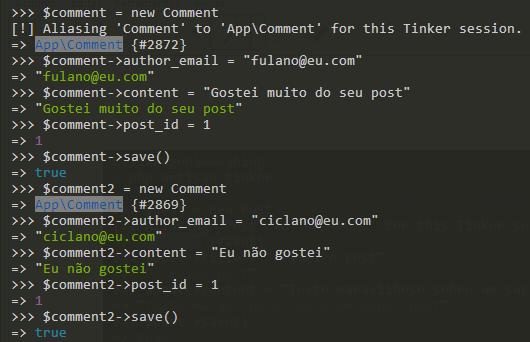 >>> $comment = new Comment
[!] Aliasing 'Comment' to 'App\Comment' for this Tinker session.
=> App\Comment {#2872}
>>> $comment->author_email = "fulano@eu.com"
=> "fulano@eu.com"
>>> $comment->content = "Gostei muito do seu post"
=> "Gostei muito do seu post"
>>> $comment->post_id = 1
=> 1
>>> $comment->save()
=> true
>>> $comment2 = new Comment
=> App\Comment {#2869}
>>> $comment2->author_email = "ciclano@eu.com"
=> "ciclano@eu.com"
>>> $comment2->content = "Eu não gostei"
=> "Eu não gostei"
>>> $comment2->post_id = 1
=> 1
>>> $comment2->save()
=> true